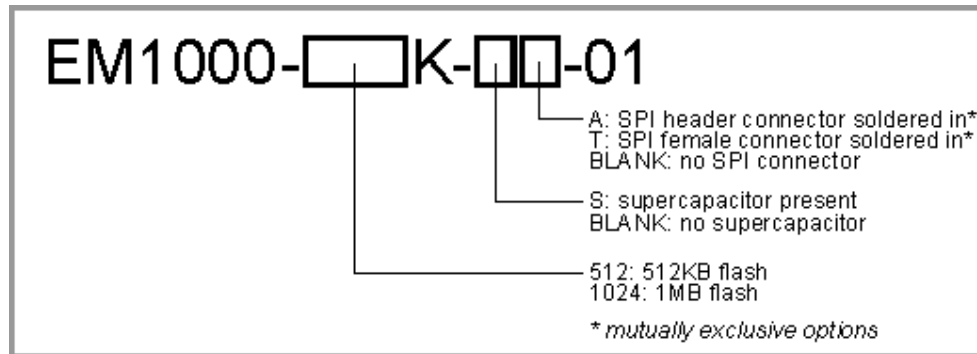 EM1000-K--01
A: SPI header connector soldered in*
T: SPI female connector soldered in*
BLANK: no SPI connector
S: supercapacitor present
BLANK: no supercapacitor
512: 512KB flash
1024: 1MB flash
* mutually exclusive options